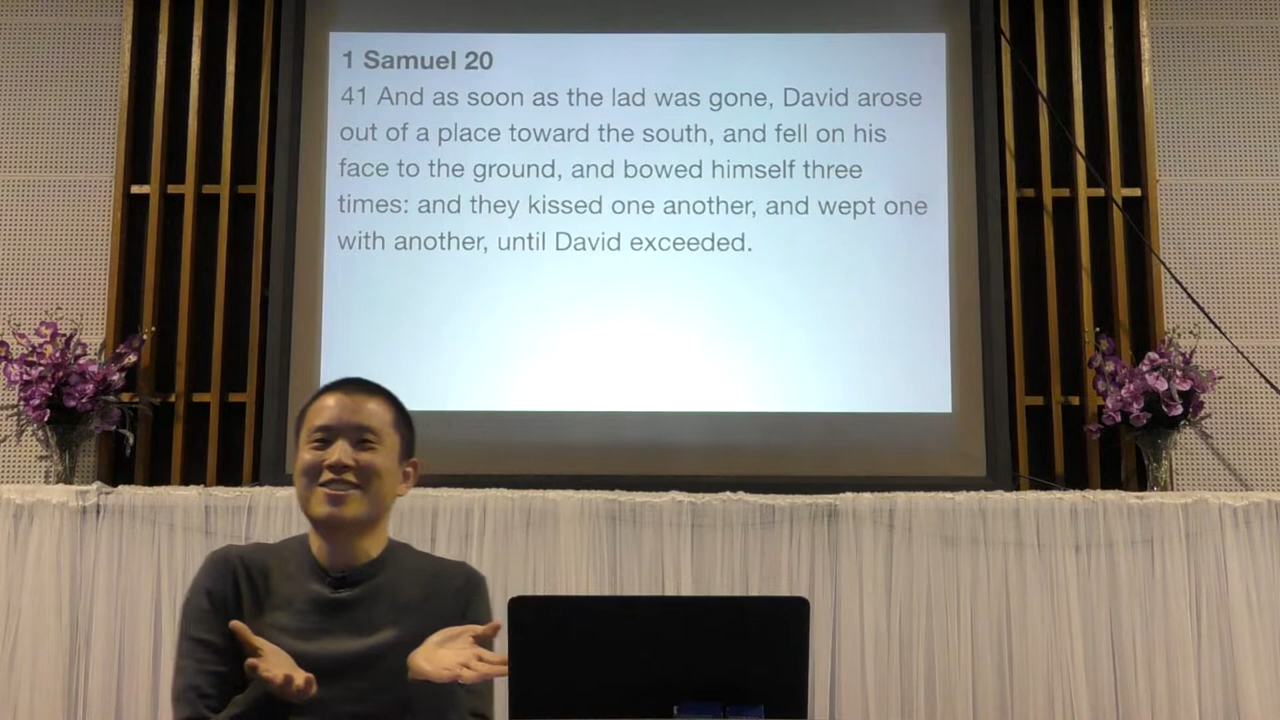 1 Samuel 20
41 And as soon as the lad was gone, David arose
out of a place toward the south, and fell on his
face to the ground, and bowed himself three
times: and they kissed one another, and wept one
with another, until David exceeded.